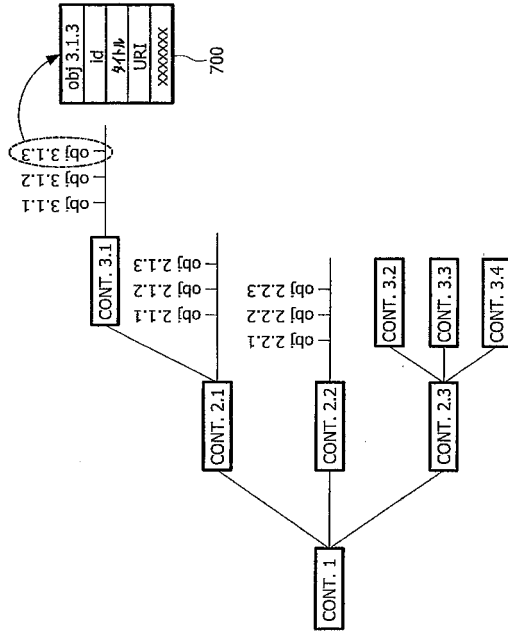 CONT. 1
CONT. 2.1
CONT. 2.2
CONT. 2.3
CONT. 3.1
CONT. 3.2
CONT. 3.3
CONT. 3.4
obj 2.1.1
obj 2.1.2
obj 2.1.3
obj 2.2.1
obj 2.2.2
obj 2.2.3
obj 3.1.1
obj 3.1.2
obj 3.1.3
obj 3.1.3
id
タイトル
URI
xxxxxxx
700